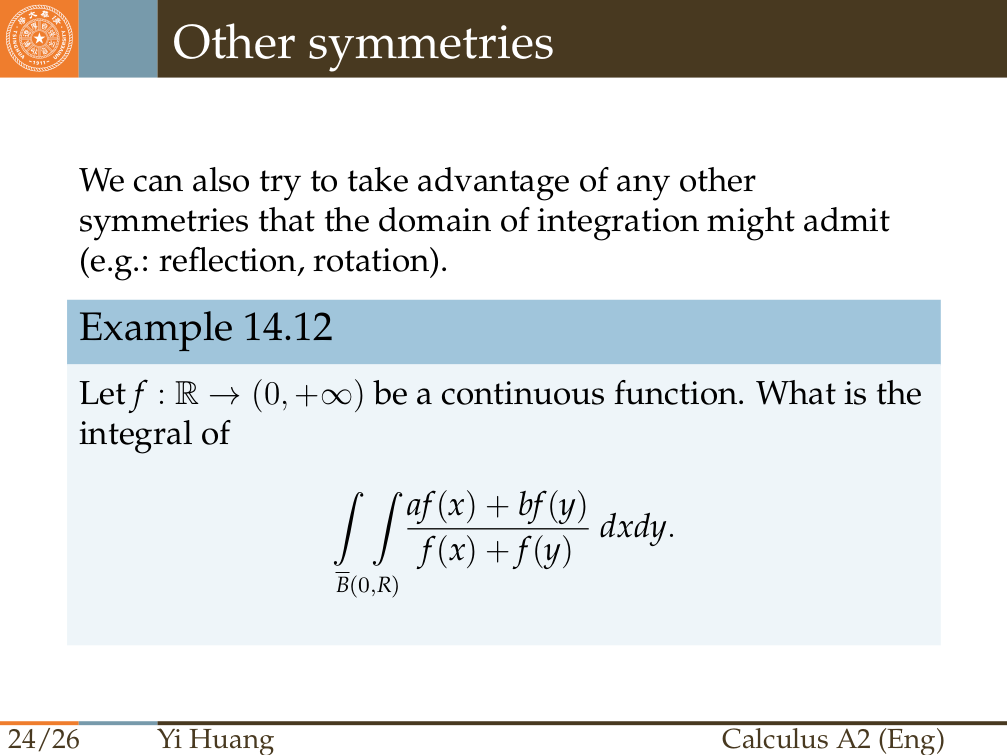 Other symmetries
We can also try to take advantage of any other
symmetries that the domain of integration might admit
(e.g.: reflection, rotation).
Example 14.12
Let f : ℝ → (0, +∞) be a continuous function. What is the
integral of
∫∫_{B̅(0,R)} \frac{af(x) + bf(y)}{f(x) + f(y)} dxdy.
24/26 Yi Huang Calculus A2 (Eng)